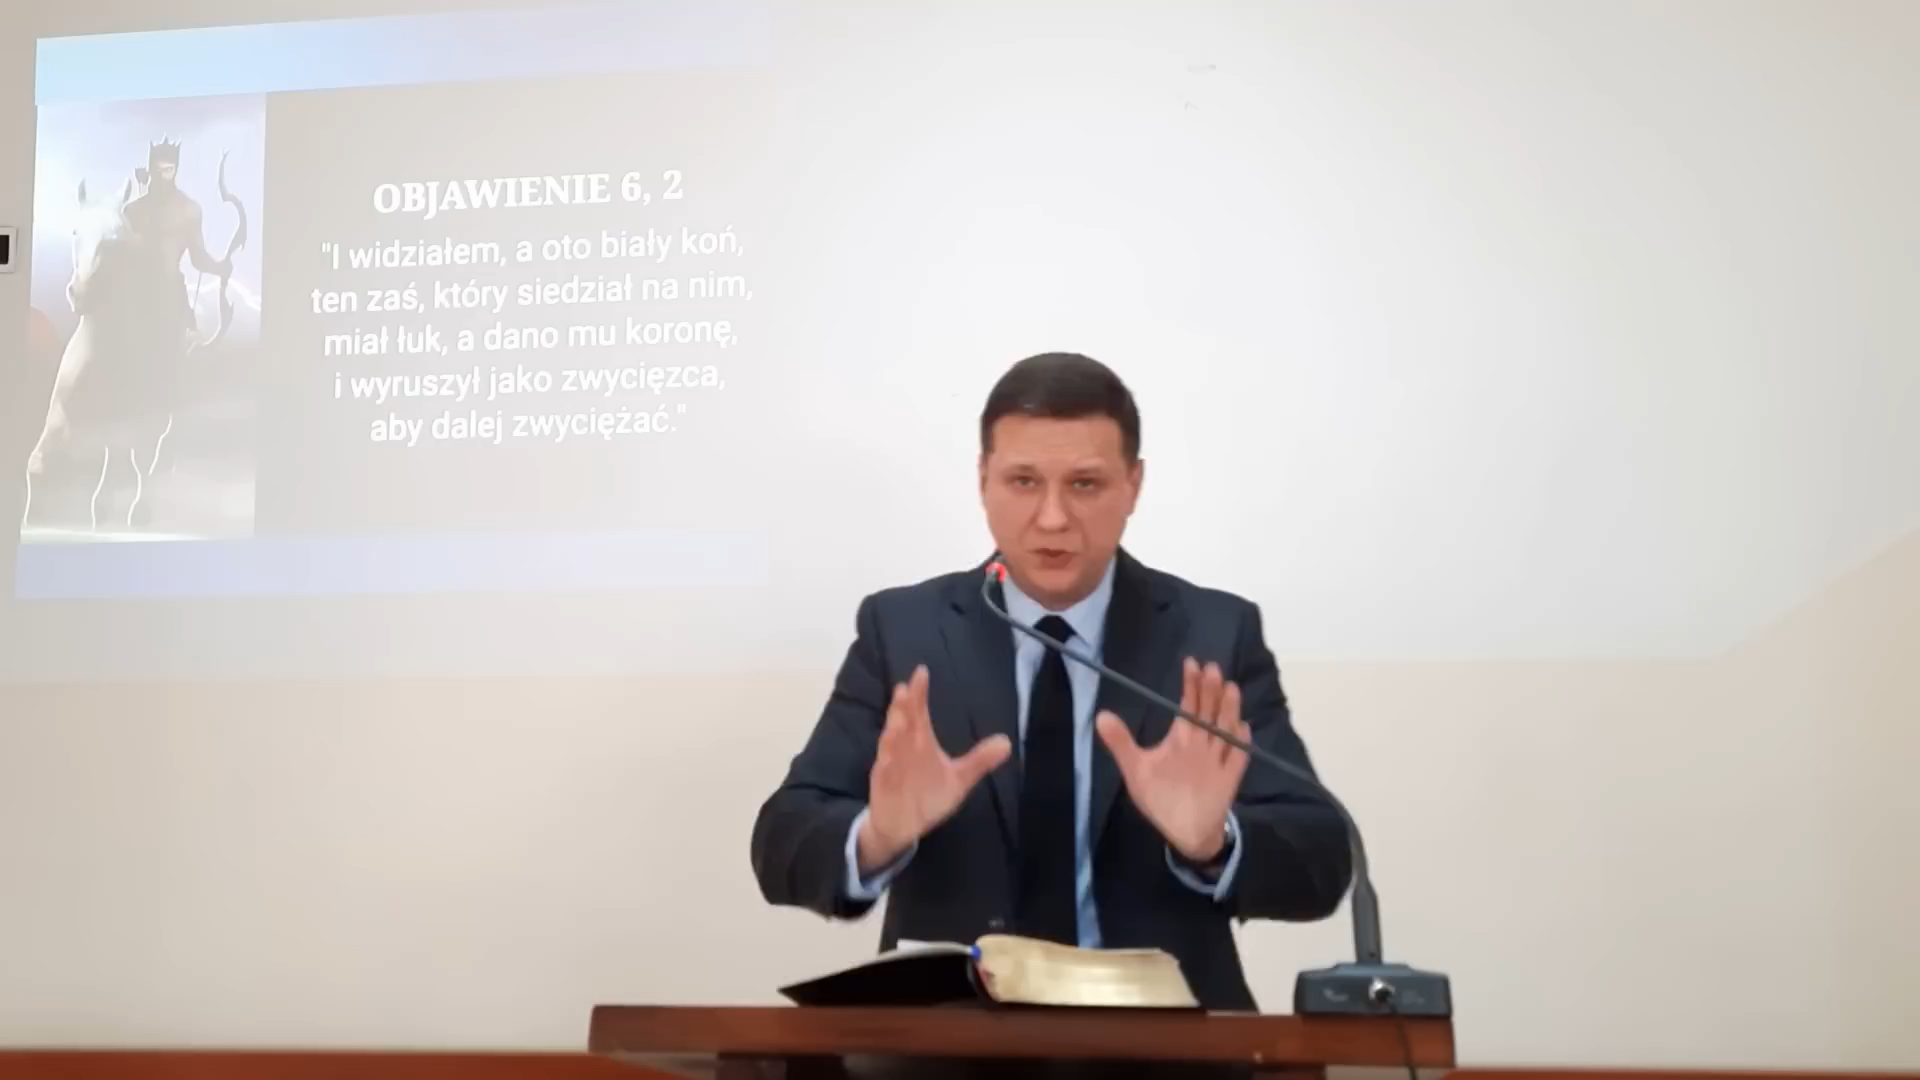 OBJAWIENIE 6, 2
"I widziałem, a oto biały koń,
ten zaś, który siedział na nim,
miał łuk, a dano mu koronę,
i wyruszył jako zwycięzca,
aby dalej zwyciężać."